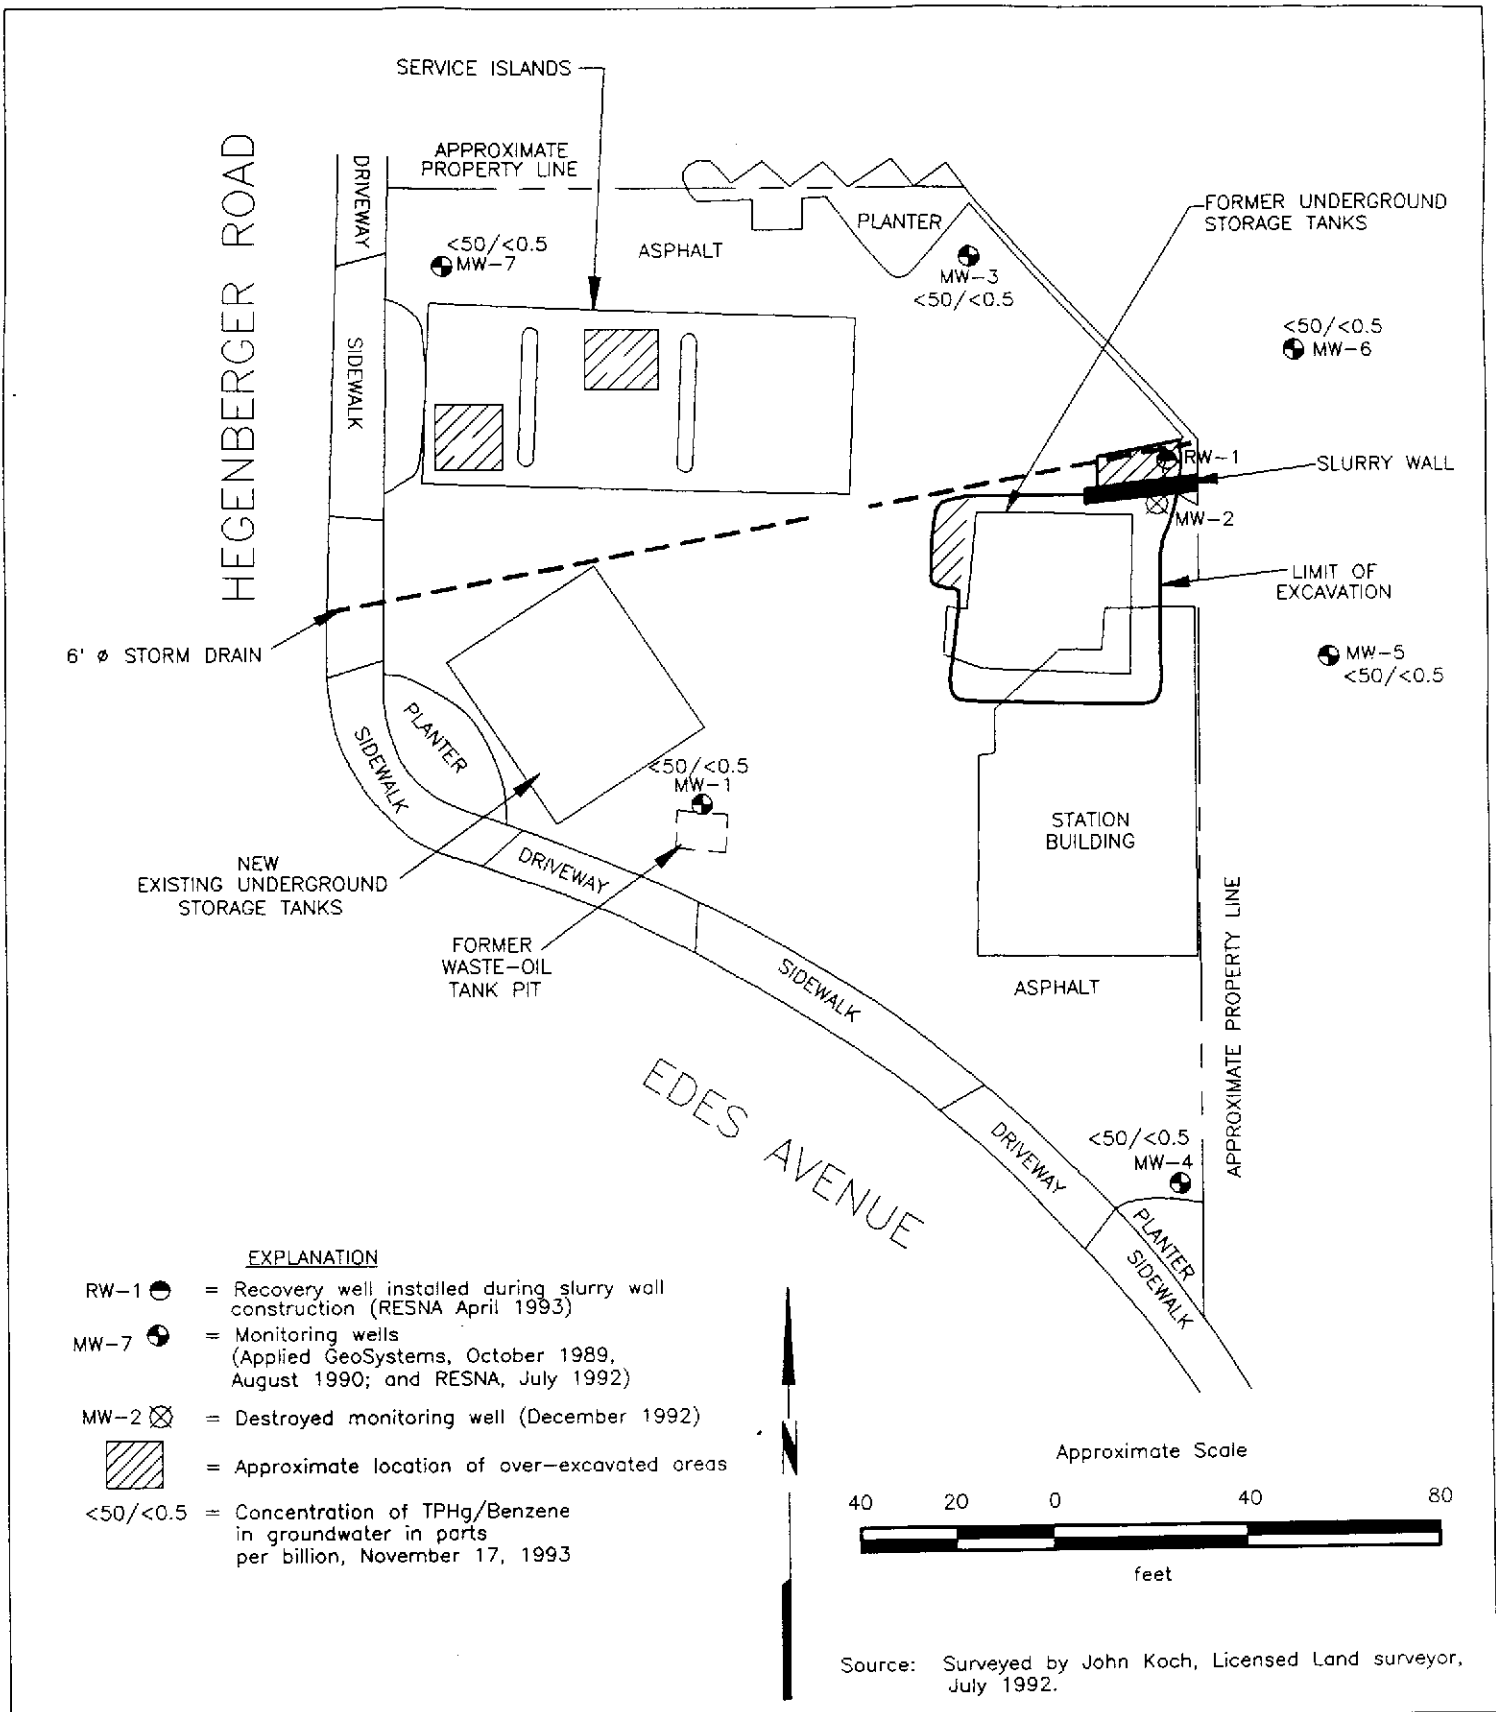 SERVICE ISLANDS
APPROXIMATE
PROPERTY LINE
HEGENBERGER ROAD
DRIVEWAY
SIDEWALK
<50/<0.5
MW-7
ASPHALT
PLANTER
MW-3
<50/<0.5
FORMER UNDERGROUND
STORAGE TANKS
<50/<0.5
MW-6
RW-1
SLURRY WALL
MW-2
LIMIT OF
EXCAVATION
MW-5
<50/<0.5
6' ø STORM DRAIN
PLANTER
SIDEWALK
<50/<0.5
MW-1
STATION
BUILDING
NEW
EXISTING UNDERGROUND
STORAGE TANKS
DRIVEWAY
FORMER
WASTE-OIL
TANK PIT
SIDEWALK
ASPHALT
APPROXIMATE PROPERTY LINE
EDES AVENUE
DRIVEWAY
<50/<0.5
MW-4
PLANTER
SIDEWALK
EXPLANATION
RW-1 = Recovery well installed during slurry wall
construction (RESNA April 1993)
MW-7 = Monitoring wells
(Applied GeoSystems, October 1989,
August 1990; and RESNA, July 1992)
MW-2 = Destroyed monitoring well (December 1992)
= Approximate location of over-excavated areas
<50/<0.5 = Concentration of TPHg/Benzene
in groundwater in parts
per billion, November 17, 1993
N
Approximate Scale
40 20 0 40 80
feet
Source: Surveyed by John Koch, Licensed Land surveyor,
July 1992.